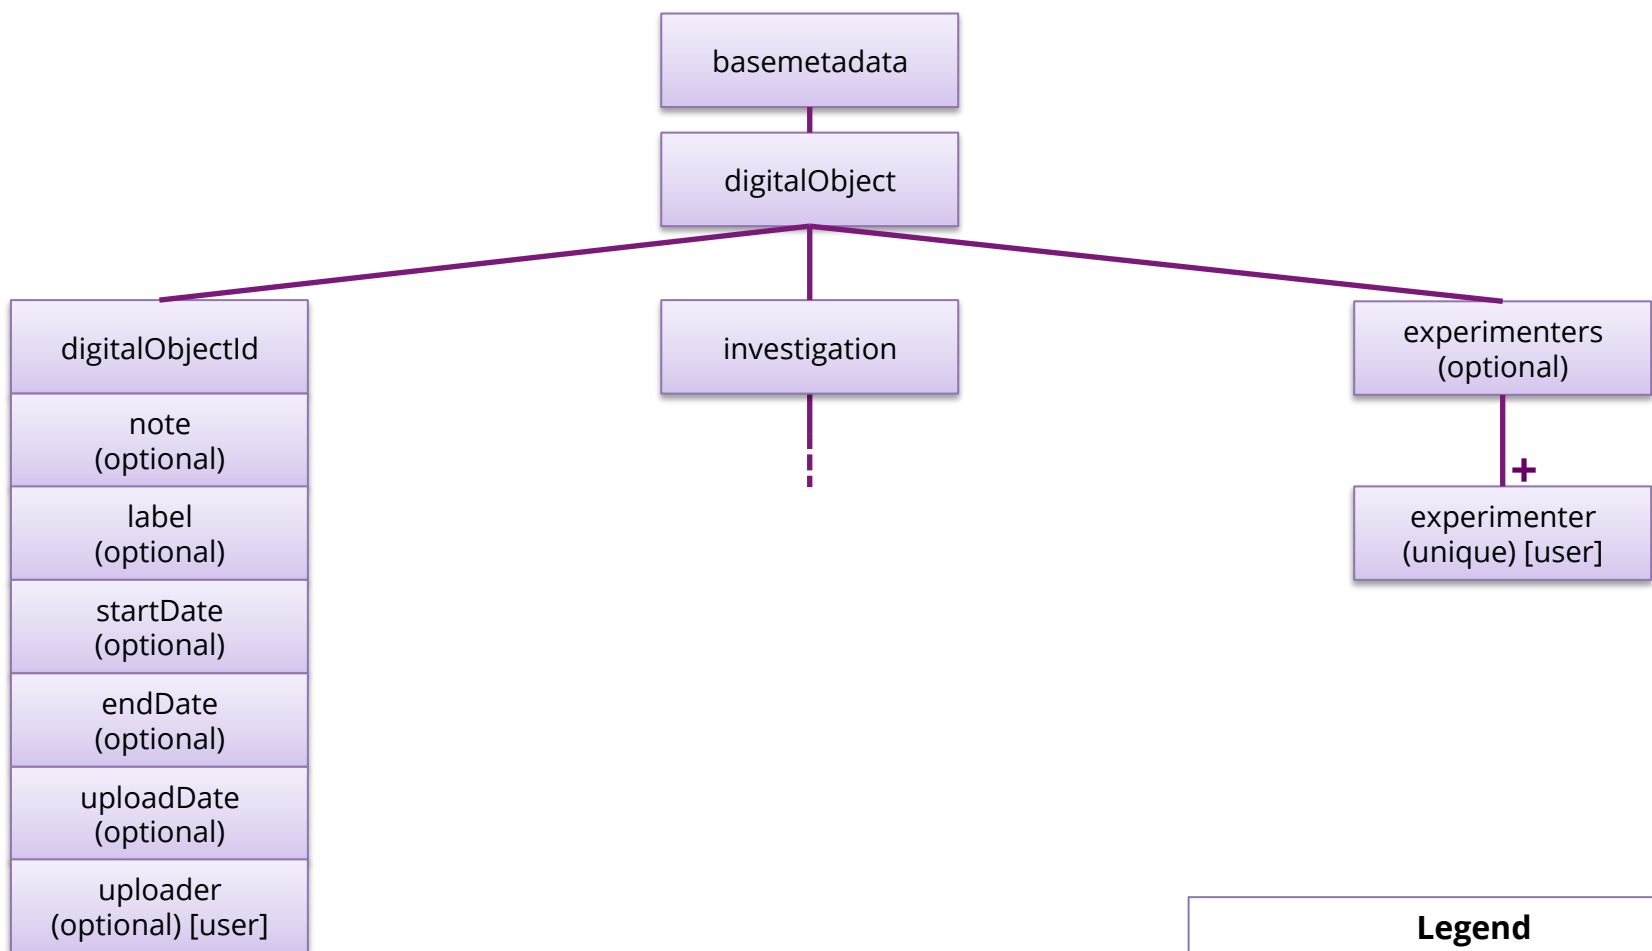 basemetadata
digitalObject
digitalObjectId
investigation
experimenters
(optional)
note
(optional)
label
(optional)
experimenter
(unique) [user]
+
startDate
(optional)
endDate
(optional)
uploadDate
(optional)
uploader
(optional) [user]
Legend